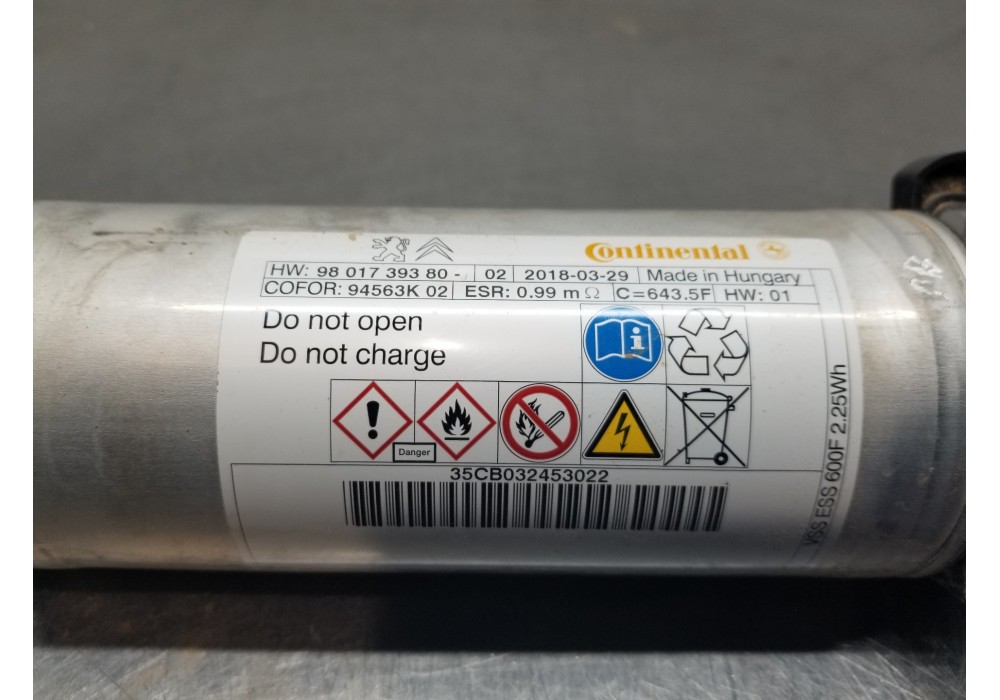 Continental
HW: 98 017 393 80 - 02 2018-03-29 Made in Hungary
COFOR: 94563K 02 ESR: 0.99 m Ω C=643.5F HW: 01
Do not open
Do not charge
Danger
35CB032453022
VSS ESS 600F 2.25Wh